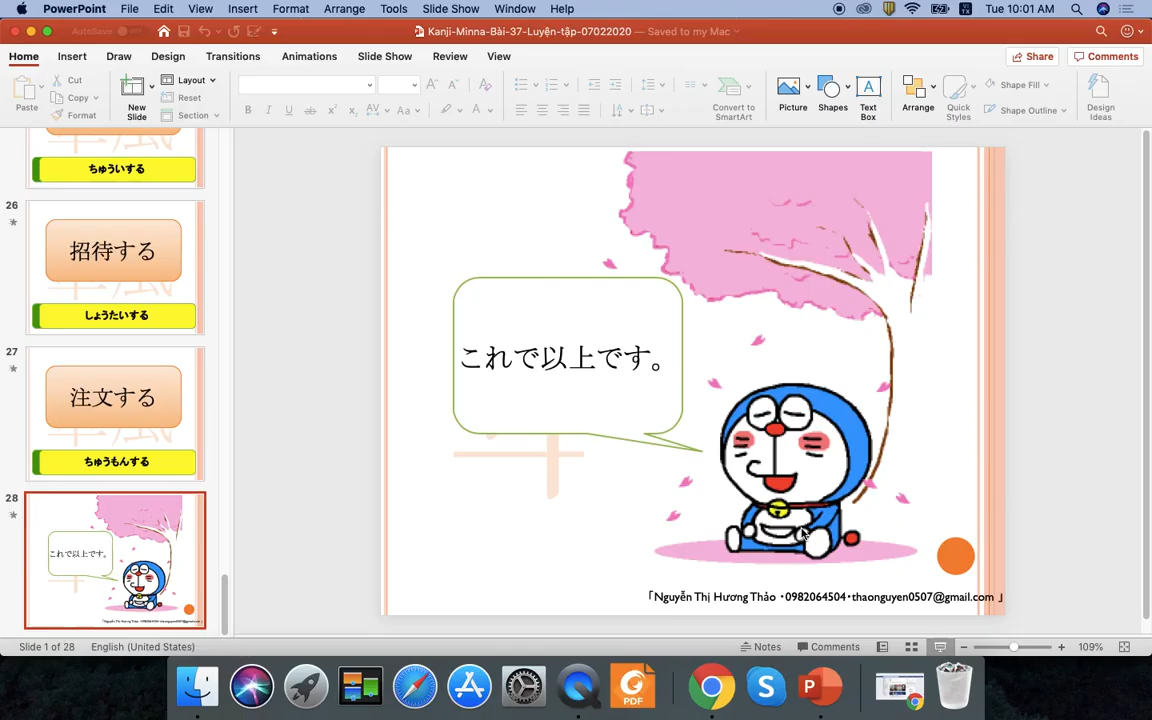 PowerPoint File Edit View Insert Format Arrange Tools Slide Show Window Help Tue 10:01 AM
AutoSave OFF Kanji-Minna-Bài-37-Luyện-tập-07022020 — Saved to my Mac
Home Insert Draw Design Transitions Animations Slide Show Review View Share Comments
Paste Cut Copy Format New Slide Layout Reset Section Convert to SmartArt Picture Shapes Text Box Arrange Quick Styles Shape Fill Shape Outline Design Ideas
ちゅういする
26
招待する
しょうたいする
27
注文する
ちゅうもんする
28
これで以上です。
これで以上です。
「Nguyễn Thị Hương Thảo ・0982064504・thaonguyen0507@gmail.com 」
Slide 1 of 28 English (United States) Notes Comments 109%
PDF